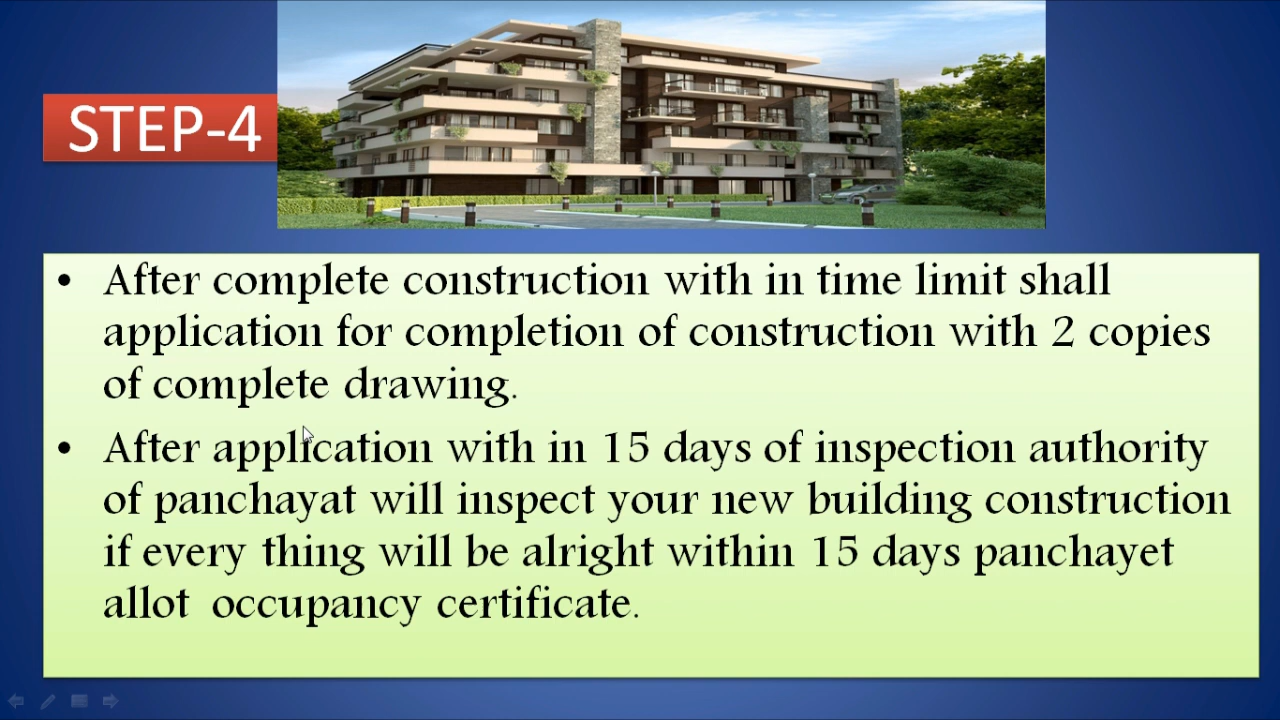 STEP-4
• After complete construction with in time limit shall
application for completion of construction with 2 copies
of complete drawing.
• After application with in 15 days of inspection authority
of panchayat will inspect your new building construction
if every thing will be alright within 15 days panchayet
allot occupancy certificate.